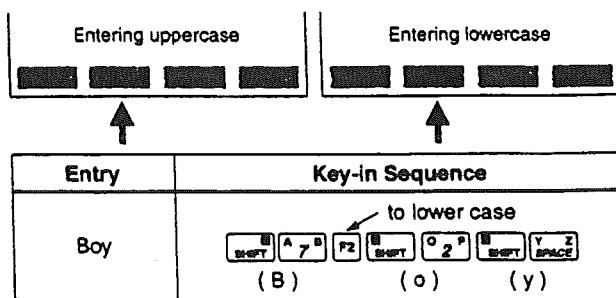 Entering uppercase
Entering lowercase
Entry Key-in Sequence
to lower case
Boy SHIFT A 7 B F2 SHIFT O 2 P SHIFT Y Z SPACE
( B ) ( o ) ( y )